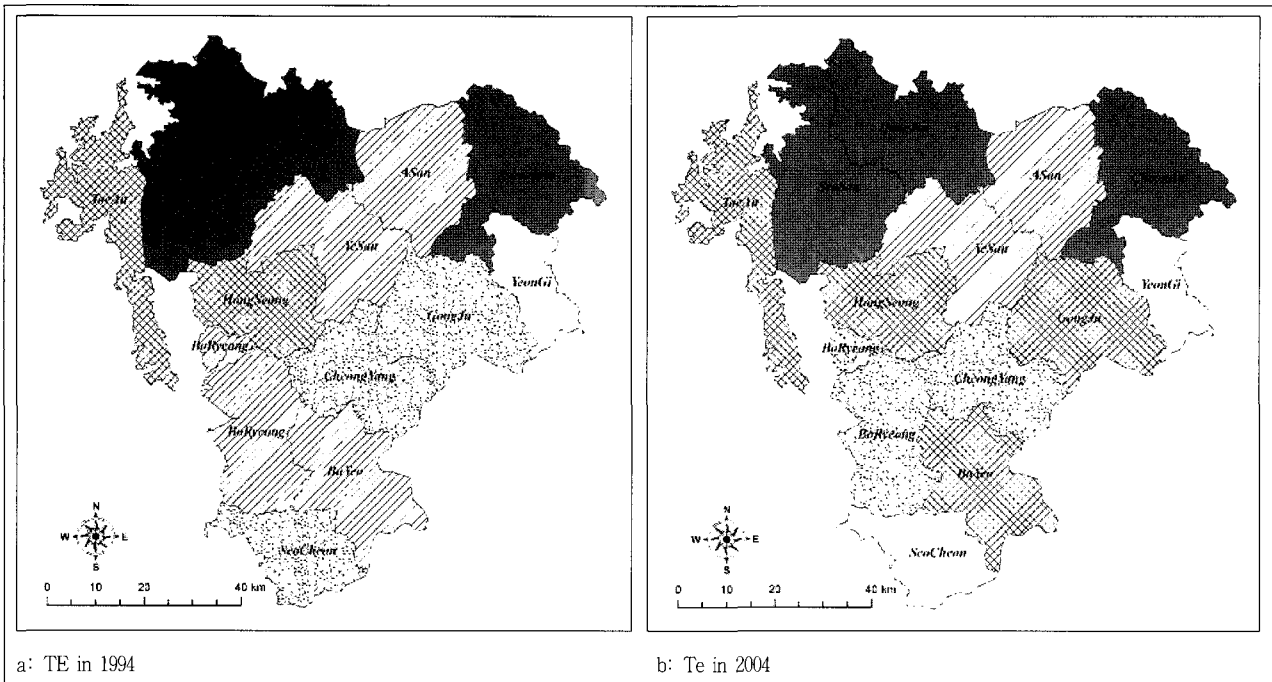 TaeAn
ASan
YeSan
YeonGi
HongSeong
GongJu
BoRyeong
CheongYang
BoRyeong
BuYeo
SeoCheon
N
W E
S
0 10 20 40 km
a: TE in 1994
TaeAn
ASan
YeSan
YeonGi
HongSeong
GongJu
BoRyeong
CheongYang
BoRyeong
BuYeo
SeoCheon
N
W E
S
0 10 20 40 km
b: Te in 2004